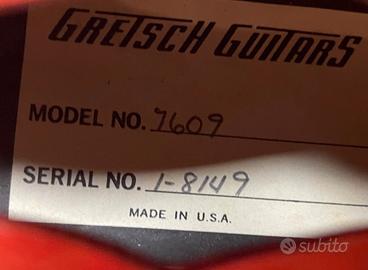 GRETSCH GUITARS
MODEL NO. 7609
SERIAL NO. 1-8149
MADE IN U.S.A.
subito